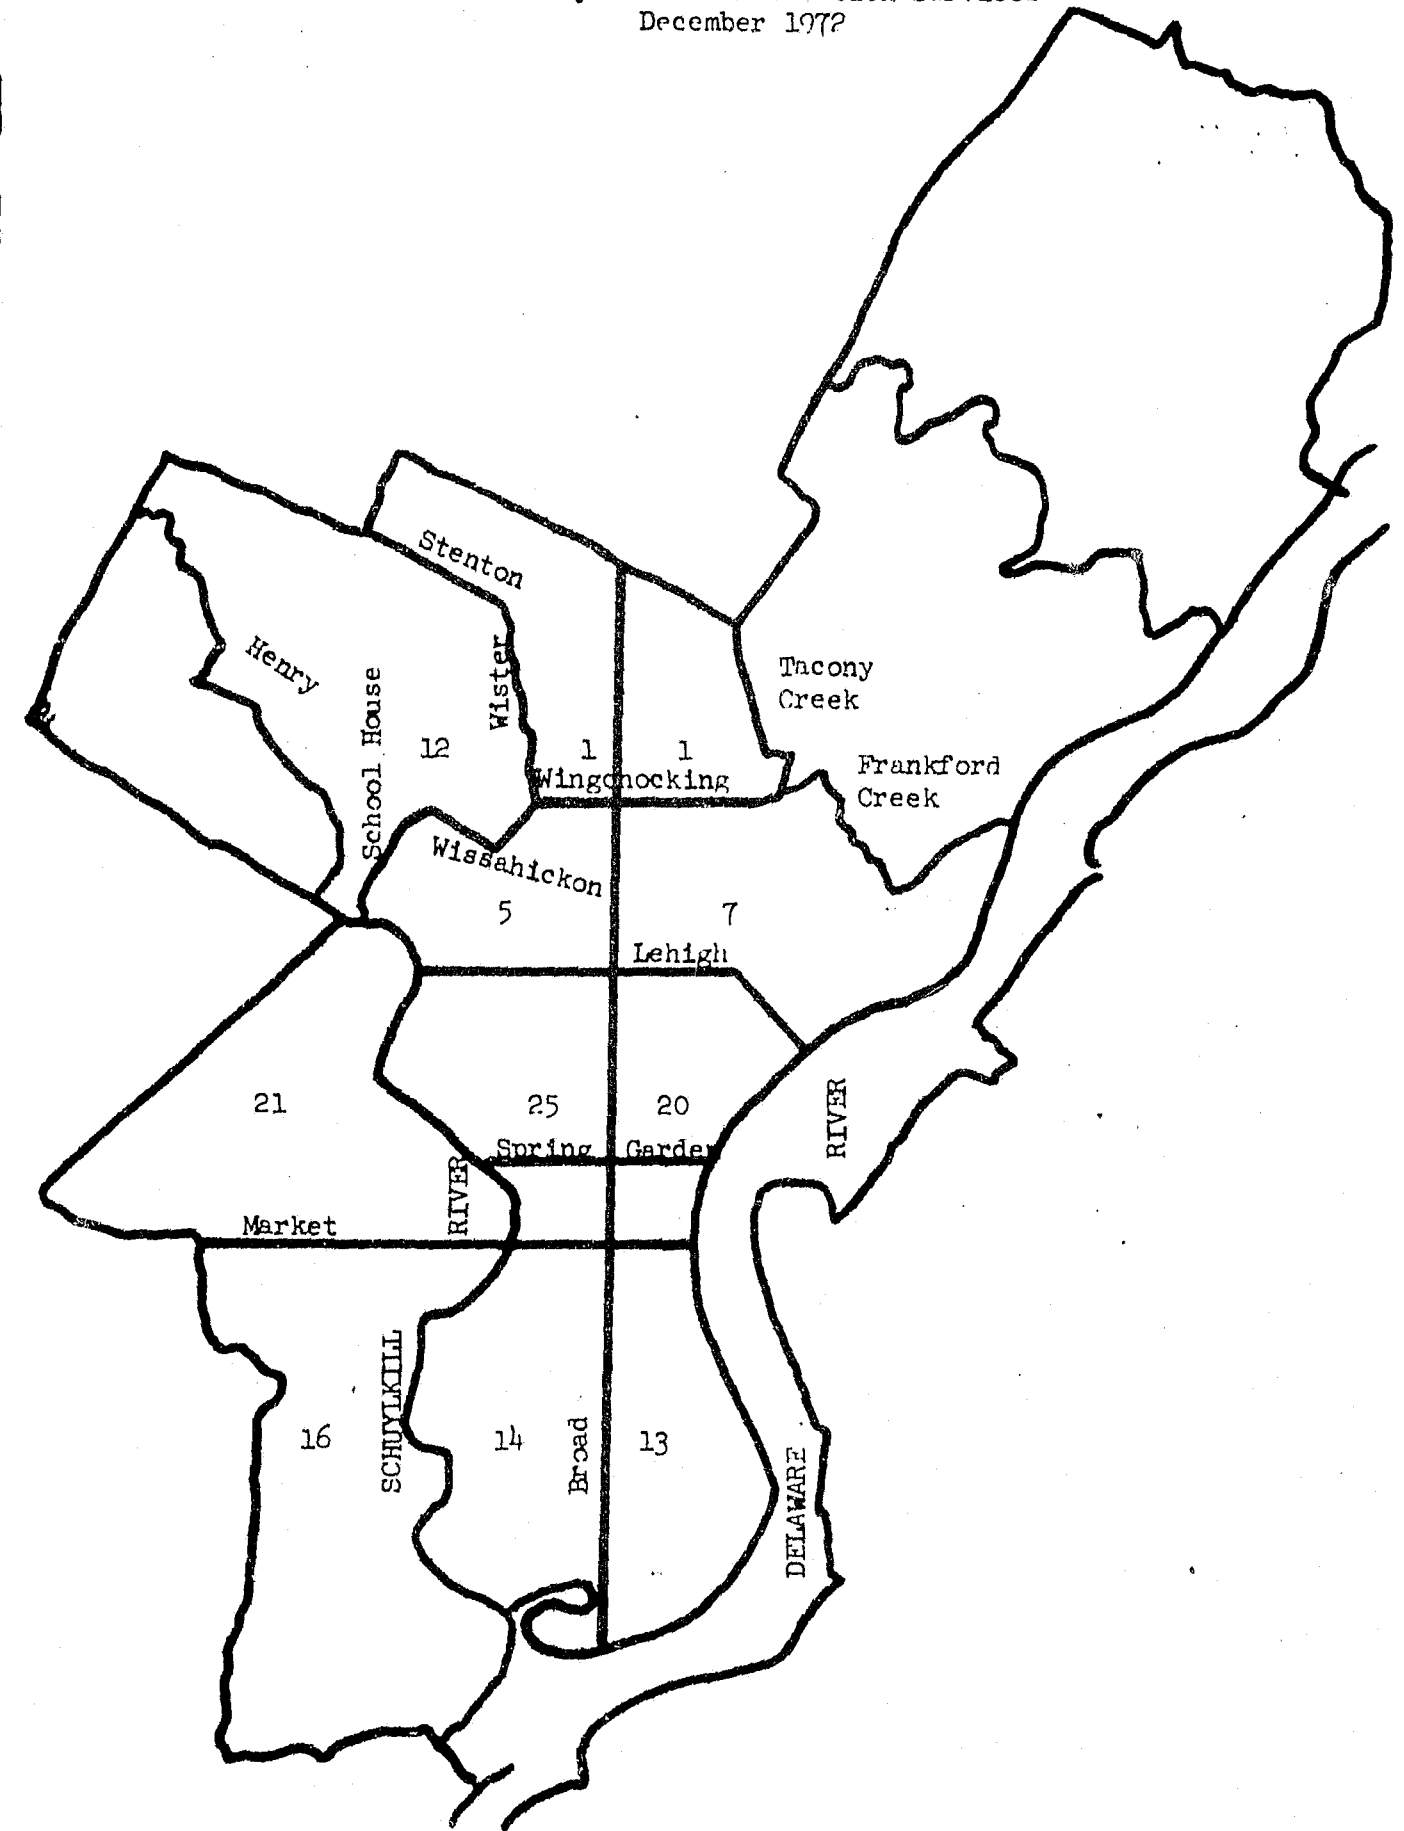 December 1972
Stenton
Henry
School House
Wister
12
1
1
Tacony
Creek
Wingohocking
Frankford
Creek
Wissahickon
5
7
Lehigh
21
25
20
RIVER
Spring Garden
RIVER
Market
SCHUYLKILL
16
14
Broad
13
DELAWARE